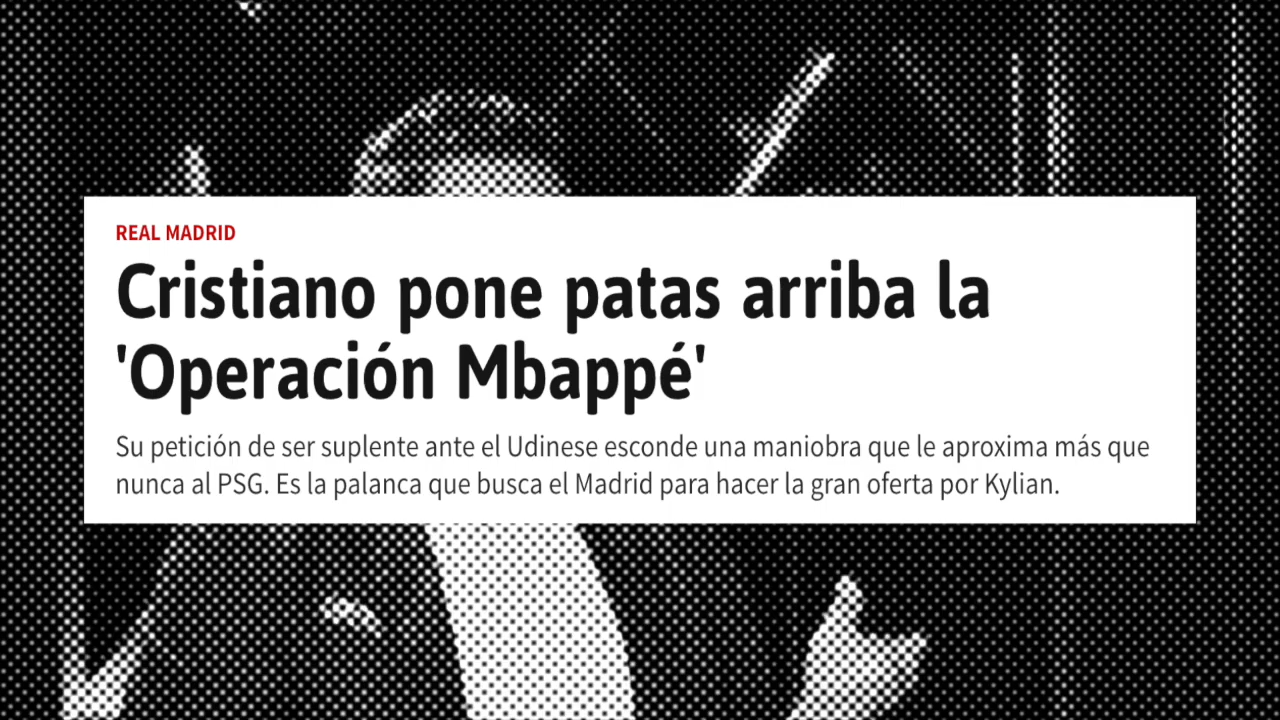 REAL MADRID
Cristiano pone patas arriba la
'Operación Mbappé'
Su petición de ser suplente ante el Udinese esconde una maniobra que le aproxima más que
nunca al PSG. Es la palanca que busca el Madrid para hacer la gran oferta por Kylian.